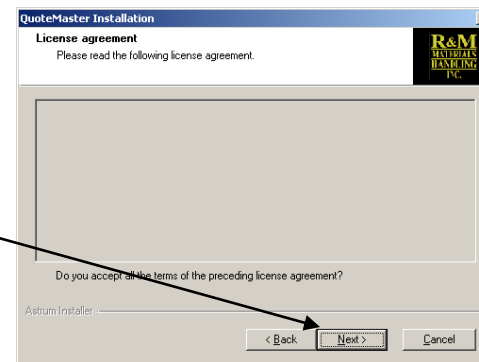 QuoteMaster Installation
License agreement
Please read the following license agreement.
R&M
MATERIALS
HANDLING
INC.
Do you accept all the terms of the preceding license agreement?
Astrum Installer
< Back
Next >
Cancel